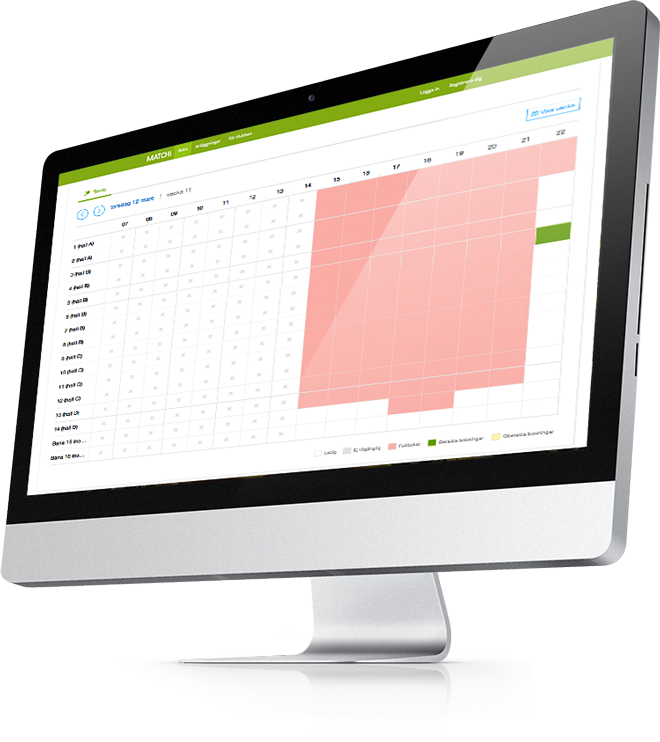 MATCHi Boka Anläggningar För klubben Logga in Registrera dig
Tennis
torsdag 12 mars | vecka 11
Visa vecka
07 08 09 10 11 12 13 14 15 16 17 18 19 20 21 22
1 (hall A)
2 (hall A)
3 (hall B)
4 (hall B)
5 (hall B)
6 (hall B)
7 (hall B)
8 (hall B)
9 (hall C)
10 (hall C)
11 (hall C)
12 (hall C)
13 (hall D)
14 (hall D)
Bana 15 ino...
Bana 16 ino...
Ledig Ej tillgänglig Fullbokat Betalda bokningar Obetalda bokningar